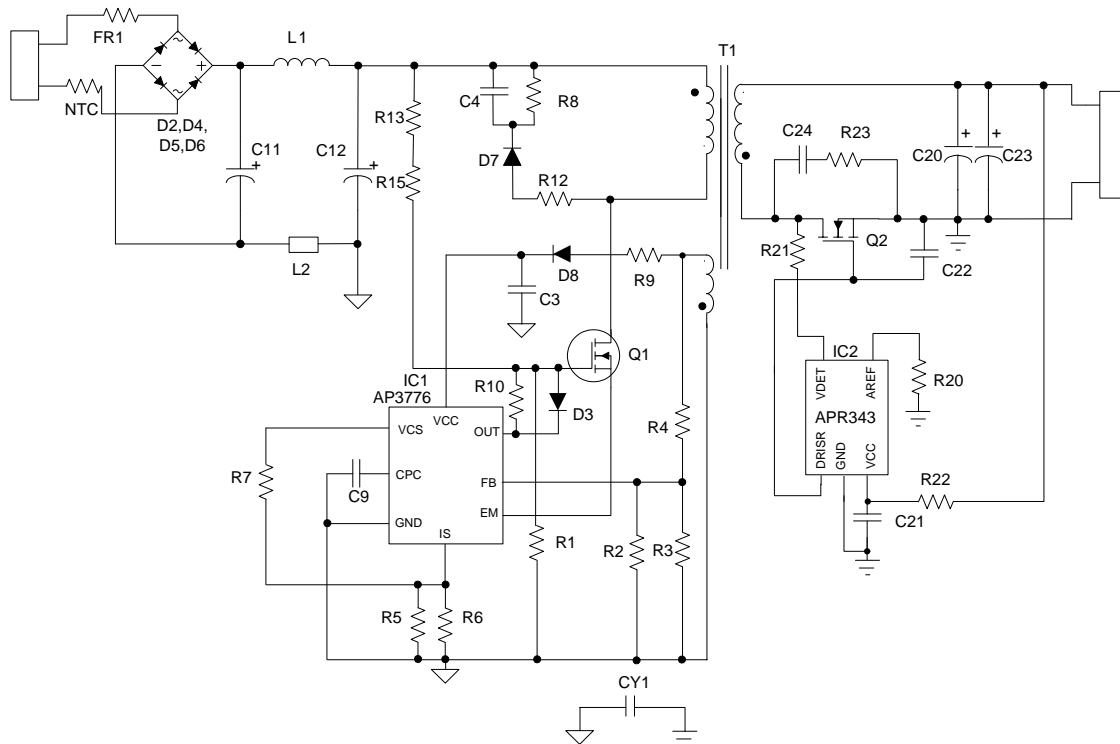 FR1
NTC
D2,D4,
D5,D6
~
−
+
~
L1
C11
+
C12
+
L2
R13
R15
C4
R8
D7
R12
T1
C24
R23
C20
+
C23
+
R21
Q2
C22
D8
R9
C3
Q1
IC1
AP3776
R10
D3
VCS
VCC
OUT
CPC
FB
GND
EM
IS
R7
C9
R4
R1
R2
R3
R5
R6
IC2
VDET
AREF
APR343
DRISR
GND
VCC
R20
R22
C21
CY1